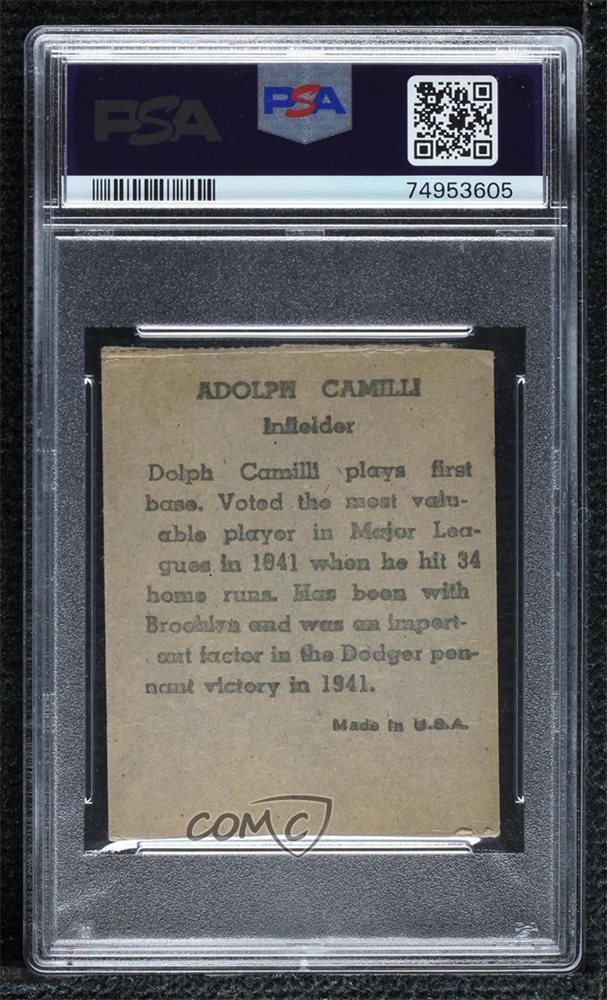 PSA
PSA
74953605
ADOLPH CAMILLI
Infielder
Dolph Camilli plays first
base. Voted the most valu-
able player in Major Lea-
gues in 1941 when he hit 34
home runs. Has been with
Brooklyn and was an import-
ant factor in the Dodger pen-
nant victory in 1941.
Made in U.S.A.
COMC